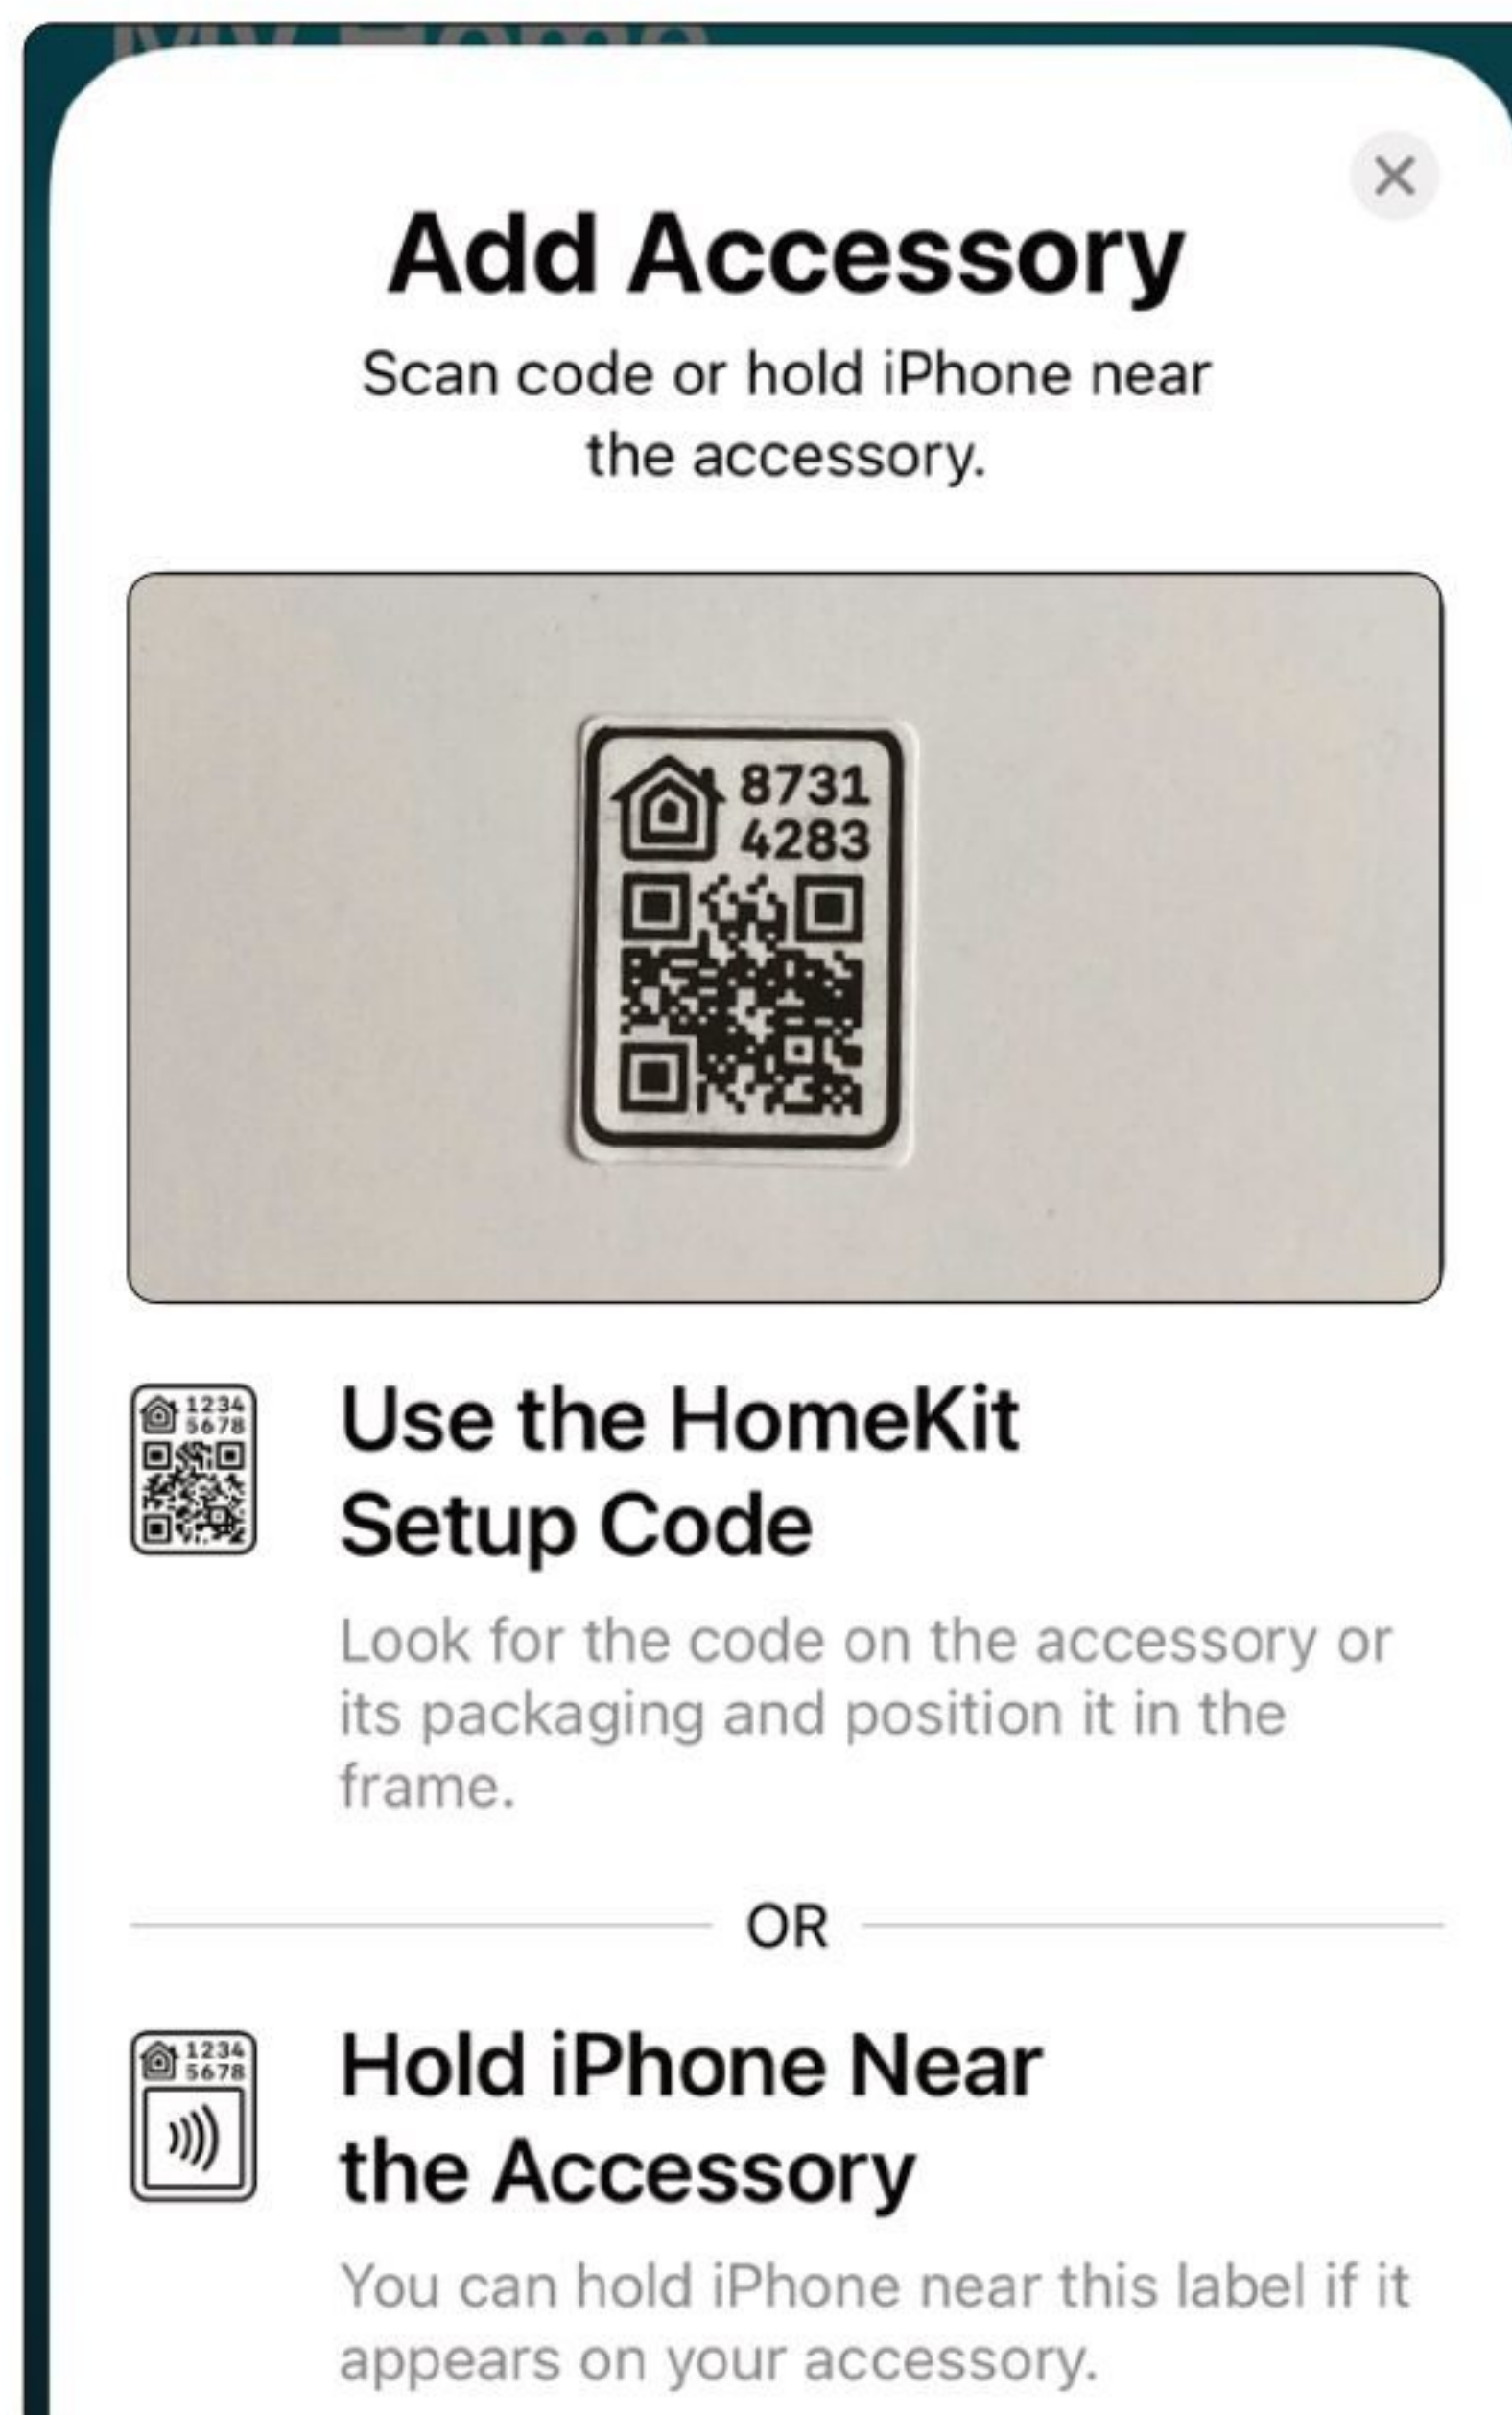 My Home
Add Accessory
Scan code or hold iPhone near
the accessory.
8731
4283
1234
5678
Use the HomeKit
Setup Code
Look for the code on the accessory or
its packaging and position it in the
frame.
OR
1234
5678
Hold iPhone Near
the Accessory
You can hold iPhone near this label if it
appears on your accessory.